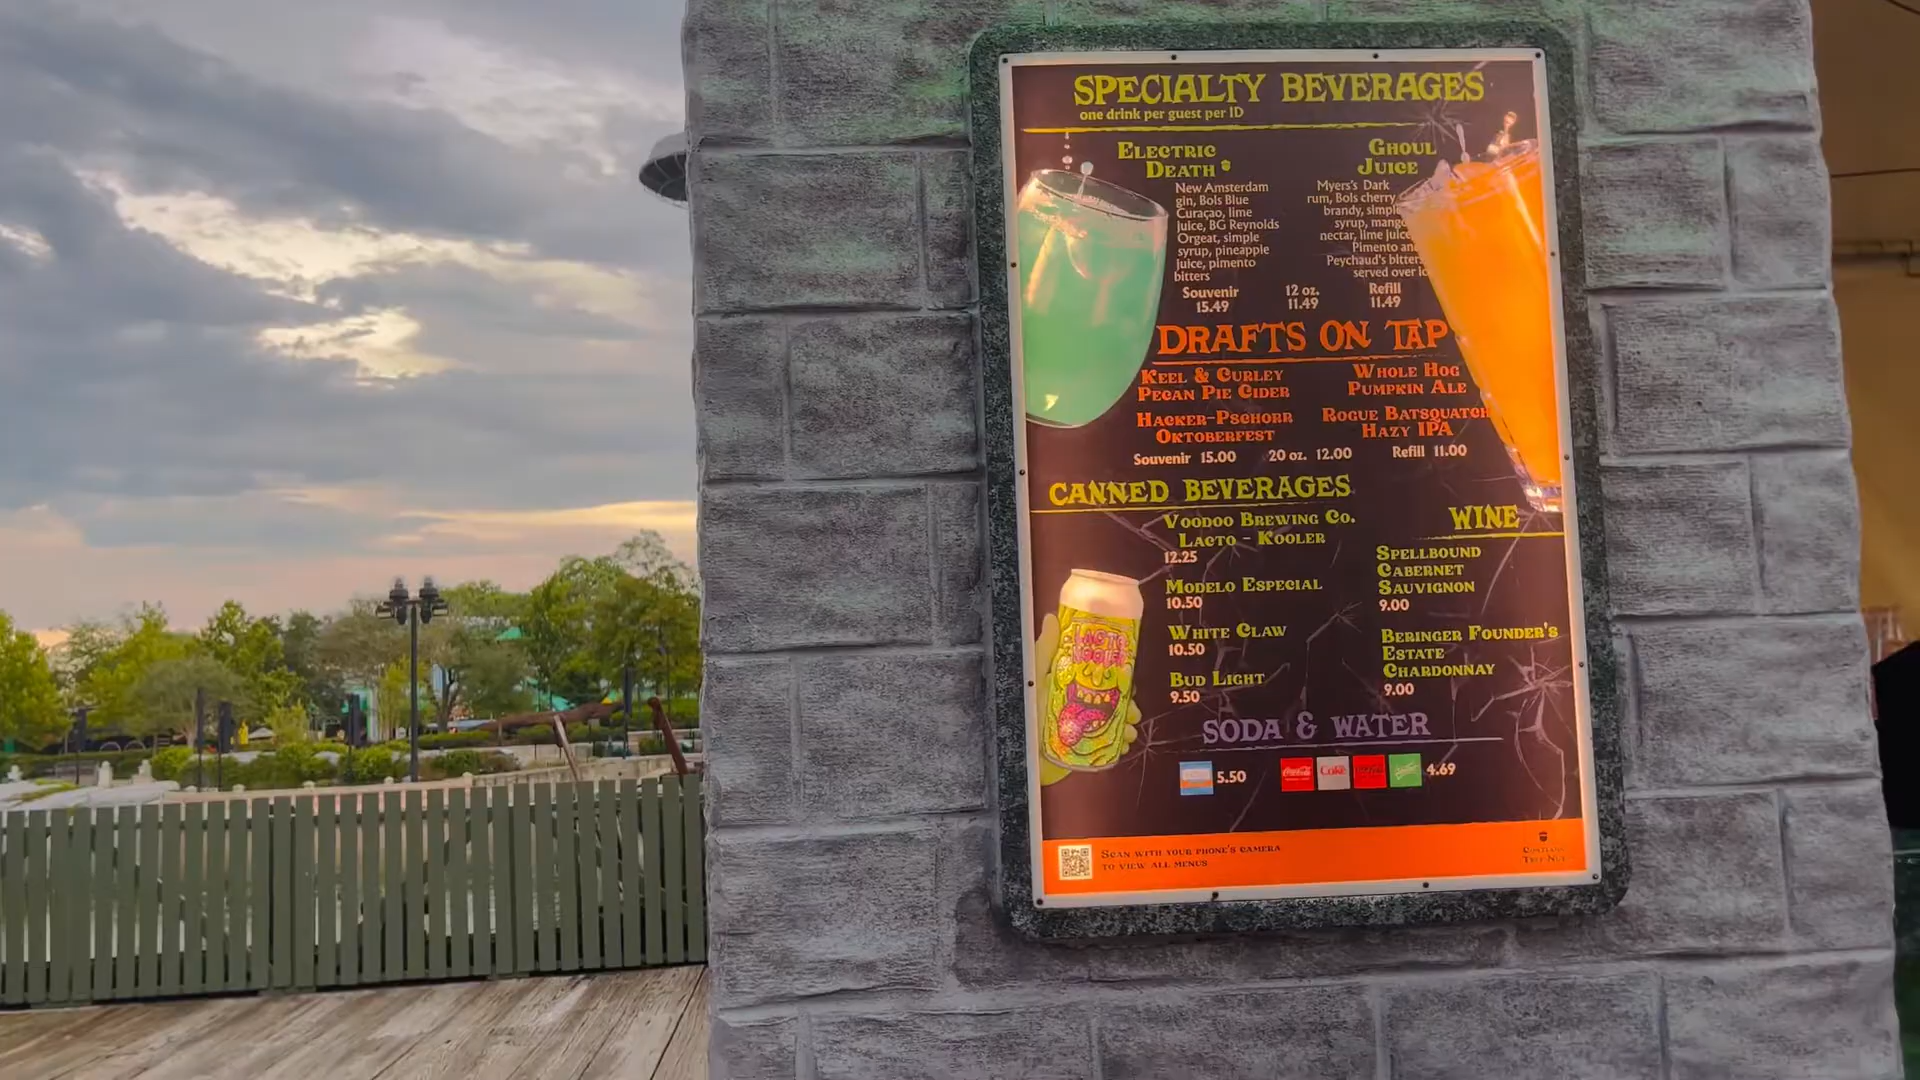 SPECIALTY BEVERAGES
one drink per guest per ID
ELECTRIC
DEATH
New Amsterdam
gin, Bols Blue
Curaçao, lime
juice, BG Reynolds
Orgeat, simple
syrup, pineapple
juice, pimento
bitters
GHOUL
JUICE
Myers's Dark
rum, Bols cherry
brandy, simple
syrup, mango
nectar, lime juice
Pimento and
Peychaud's bitters
served over
Souvenir 12 oz. Refill
15.49 11.49 11.49
DRAFTS ON TAP
KEEL & CURLEY
PECAN PIE CIDER
WHOLE HOG
PUMPKIN ALE
HACKER-PSCHORR
OKTOBERFEST
ROGUE BATSQUATCH
HAZY IPA
Souvenir 15.00 20 oz. 12.00 Refill 11.00
CANNED BEVERAGES
VOODOO BREWING CO.
LACTO - KOOLER
12.25
MODELO ESPECIAL
10.50
WHITE CLAW
10.50
BUD LIGHT
9.50
LACTO
KOOLER
WINE
SPELLBOUND
CABERNET
SAUVIGNON
9.00
BERINGER FOUNDER'S
ESTATE
CHARDONNAY
9.00
SODA & WATER
5.50 Coca-Cola Coke 4.69
SCAN WITH YOUR PHONE'S CAMERA
TO VIEW ALL MENUS